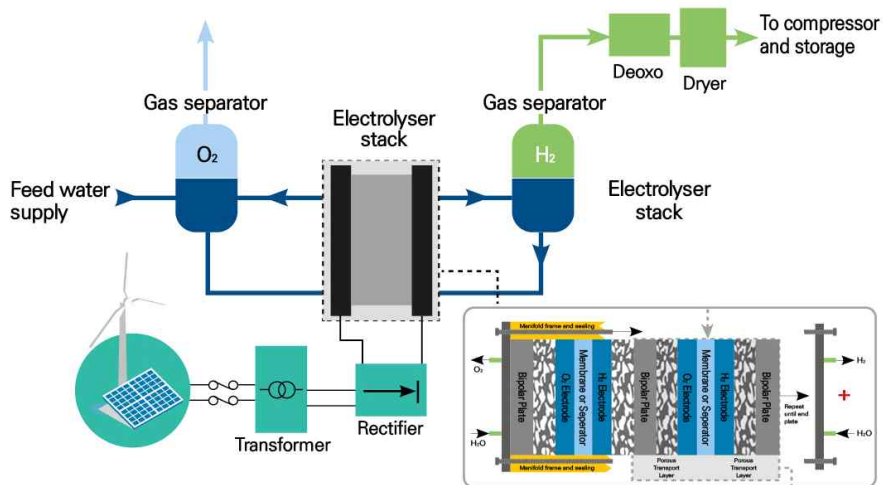 To compressor
and storage
Deoxo
Dryer
Gas separator
Gas separator
Electrolyser
stack
O₂
H₂
Feed water
supply
Electrolyser
stack
Transformer
Rectifier
Manifold frame and sealing
O₂
H₂O
Bipolar Plate
O₂ Electrode
Membrane or Seperator
H₂ Electrode
Bipolar Plate
O₂ Electrode
Membrane or Seperator
H₂ Electrode
Bipolar Plate
Repeat
until end
plate
H₂
+
H₂O
Manifold frame and sealing
Porous
Transport
Layer
Porous
Transport
Layer